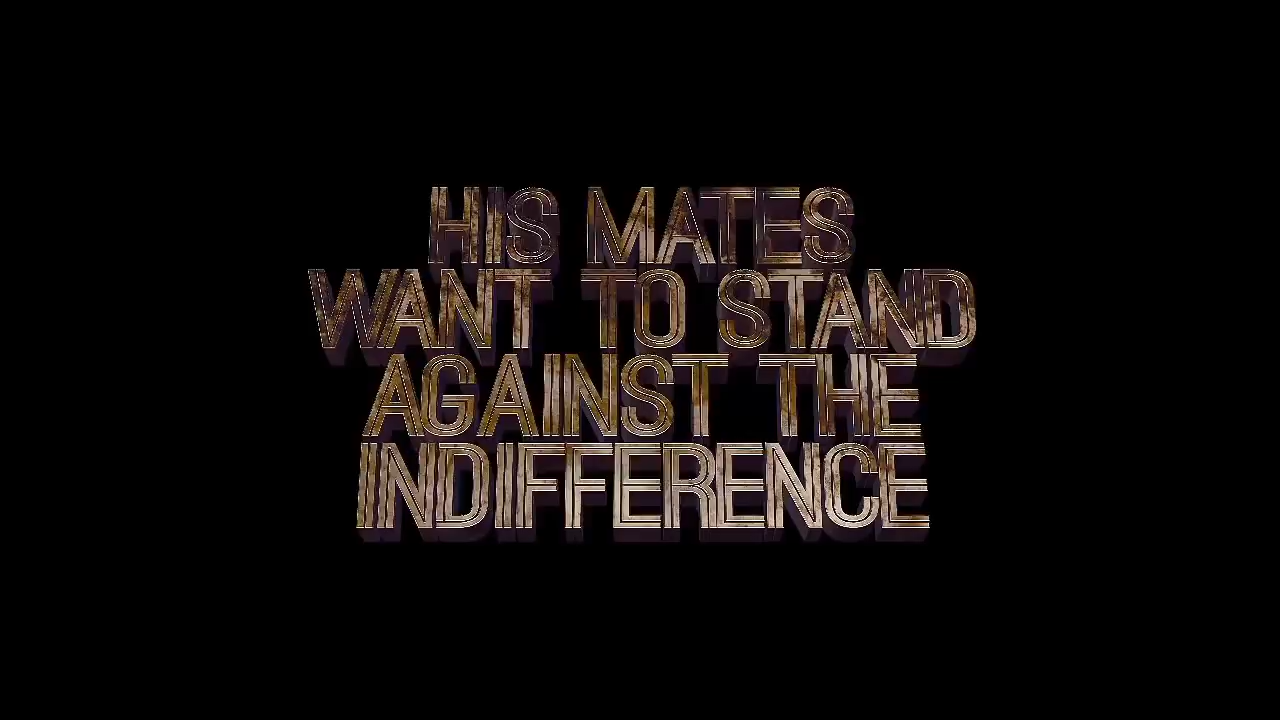 HIS MATES
WANT TO STAND
AGAINST THE
INDIFFERENCE